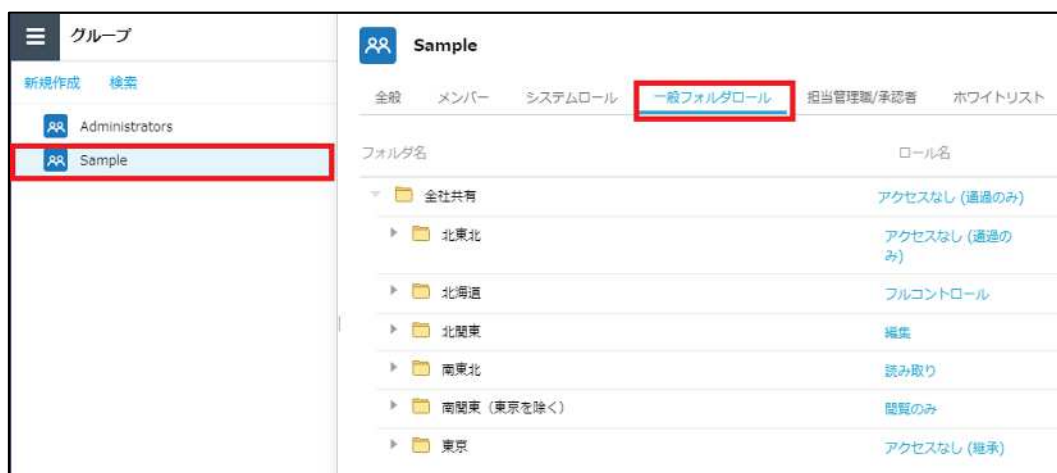 グループ
新規作成 検索
Administrators
Sample
Sample
全般 メンバー システムロール 一般フォルダロール 担当管理職/承認者 ホワイトリスト
フォルダ名 ロール名
全社共有 アクセスなし (通過のみ)
北東北 アクセスなし (通過の
み)
北海道 フルコントロール
北関東 編集
南東北 読み取り
南関東（東京を除く） 閲覧のみ
東京 アクセスなし (継承)